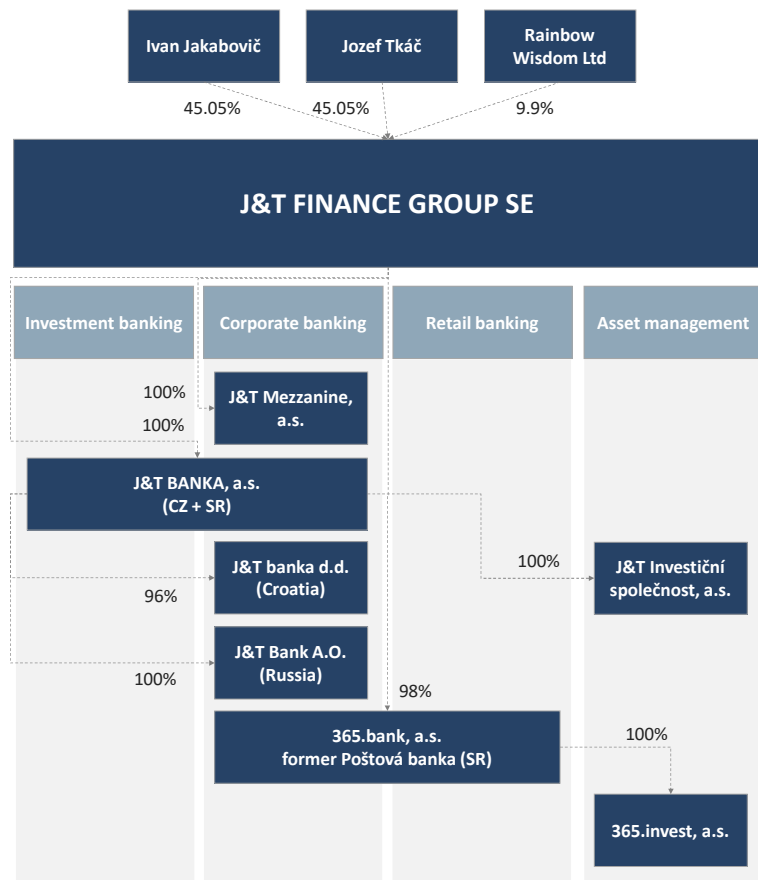 Ivan Jakabovič
Jozef Tkáč
Rainbow
Wisdom Ltd
45.05%
45.05%
9.9%
J&T FINANCE GROUP SE
Investment banking
Corporate banking
Retail banking
Asset management
100%
J&T Mezzanine,
a.s.
100%
J&T BANKA, a.s.
(CZ + SR)
J&T banka d.d.
(Croatia)
96%
100%
J&T Investiční
společnost, a.s.
J&T Bank A.O.
(Russia)
100%
98%
365.bank, a.s.
former Poštová banka (SR)
100%
365.invest, a.s.